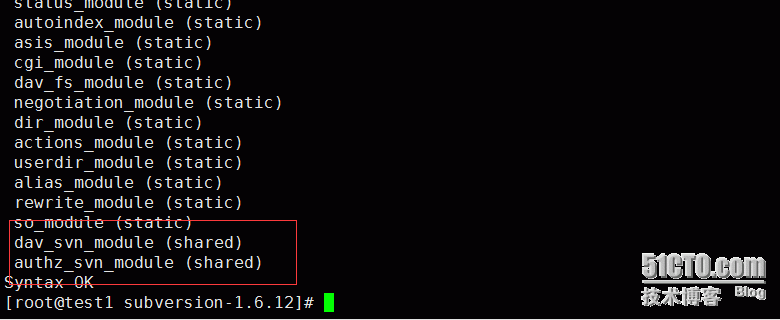 status_module (static)
autoindex_module (static)
asis_module (static)
cgi_module (static)
dav_fs_module (static)
negotiation_module (static)
dir_module (static)
actions_module (static)
userdir_module (static)
alias_module (static)
rewrite_module (static)
so_module (static)
dav_svn_module (shared)
authz_svn_module (shared)
Syntax OK
[root@test1 subversion-1.6.12]#
51CTO.com
技术博客 Blog